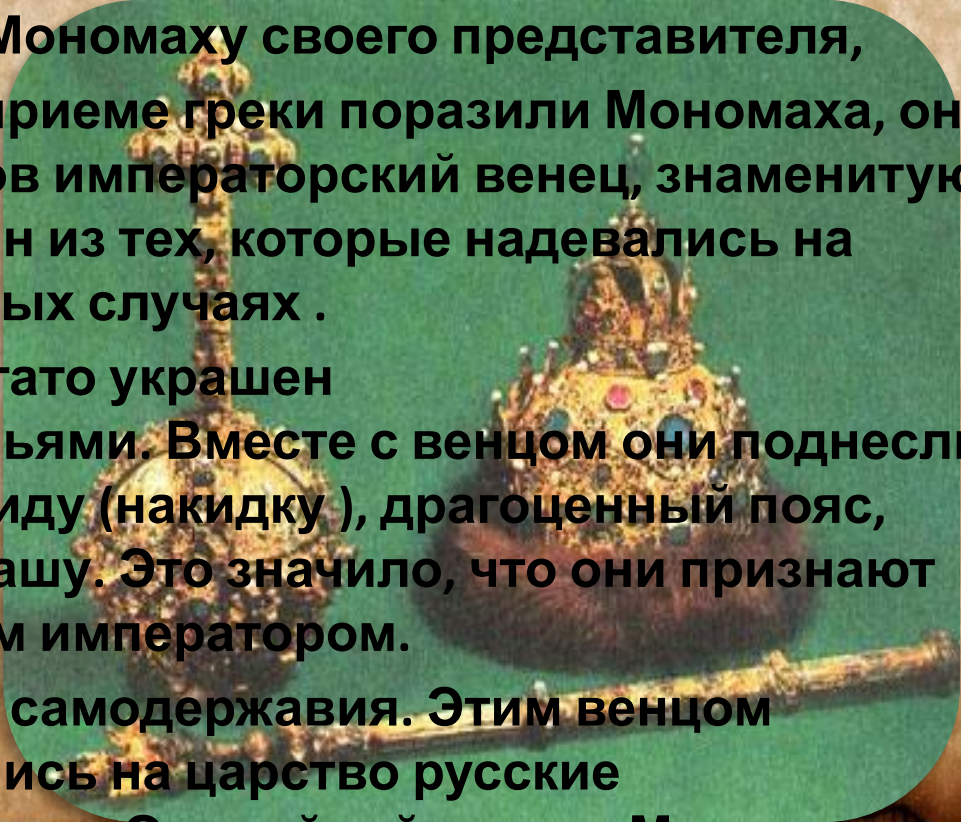 Мономаху своего представителя,
приеме греки поразили Мономаха, он
ов императорский венец, знаменитую
н из тех, которые надевались на
ых случаях .
гато украшен
ьями. Вместе с венцом они поднесли
иду (накидку ), драгоценный пояс,
ашу. Это значило, что они признают
м императором.
самодержавия. Этим венцом
ись на царство русские